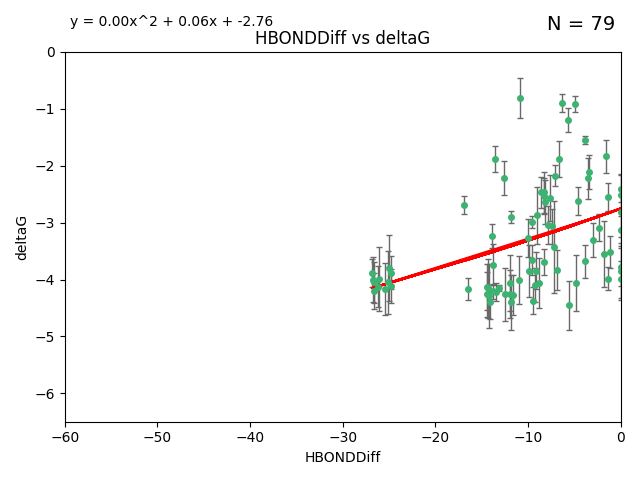 y = 0.00x^2 + 0.06x + -2.76
N = 79
HBONDDiff vs deltaG
deltaG
0
−1
−2
−3
−4
−5
−6
−60
−50
−40
−30
−20
−10
0
HBONDDiff